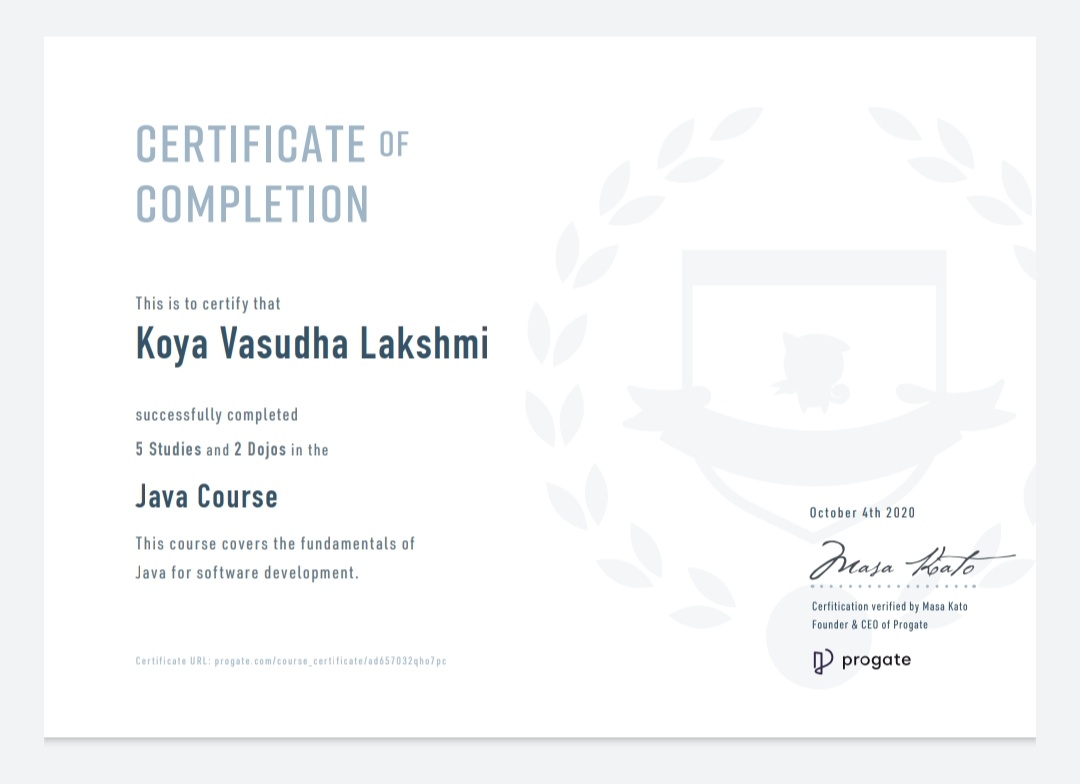 CERTIFICATE OF
COMPLETION
This is to certify that
Koya Vasudha Lakshmi
successfully completed
5 Studies and 2 Dojos in the
Java Course
This course covers the fundamentals of
Java for software development.
October 4th 2020
Masa Kato
Cerfitication verified by Masa Kato
Founder & CEO of Progate
progate
Certificate URL: progate.com/course_certificate/ad657032qho7pc